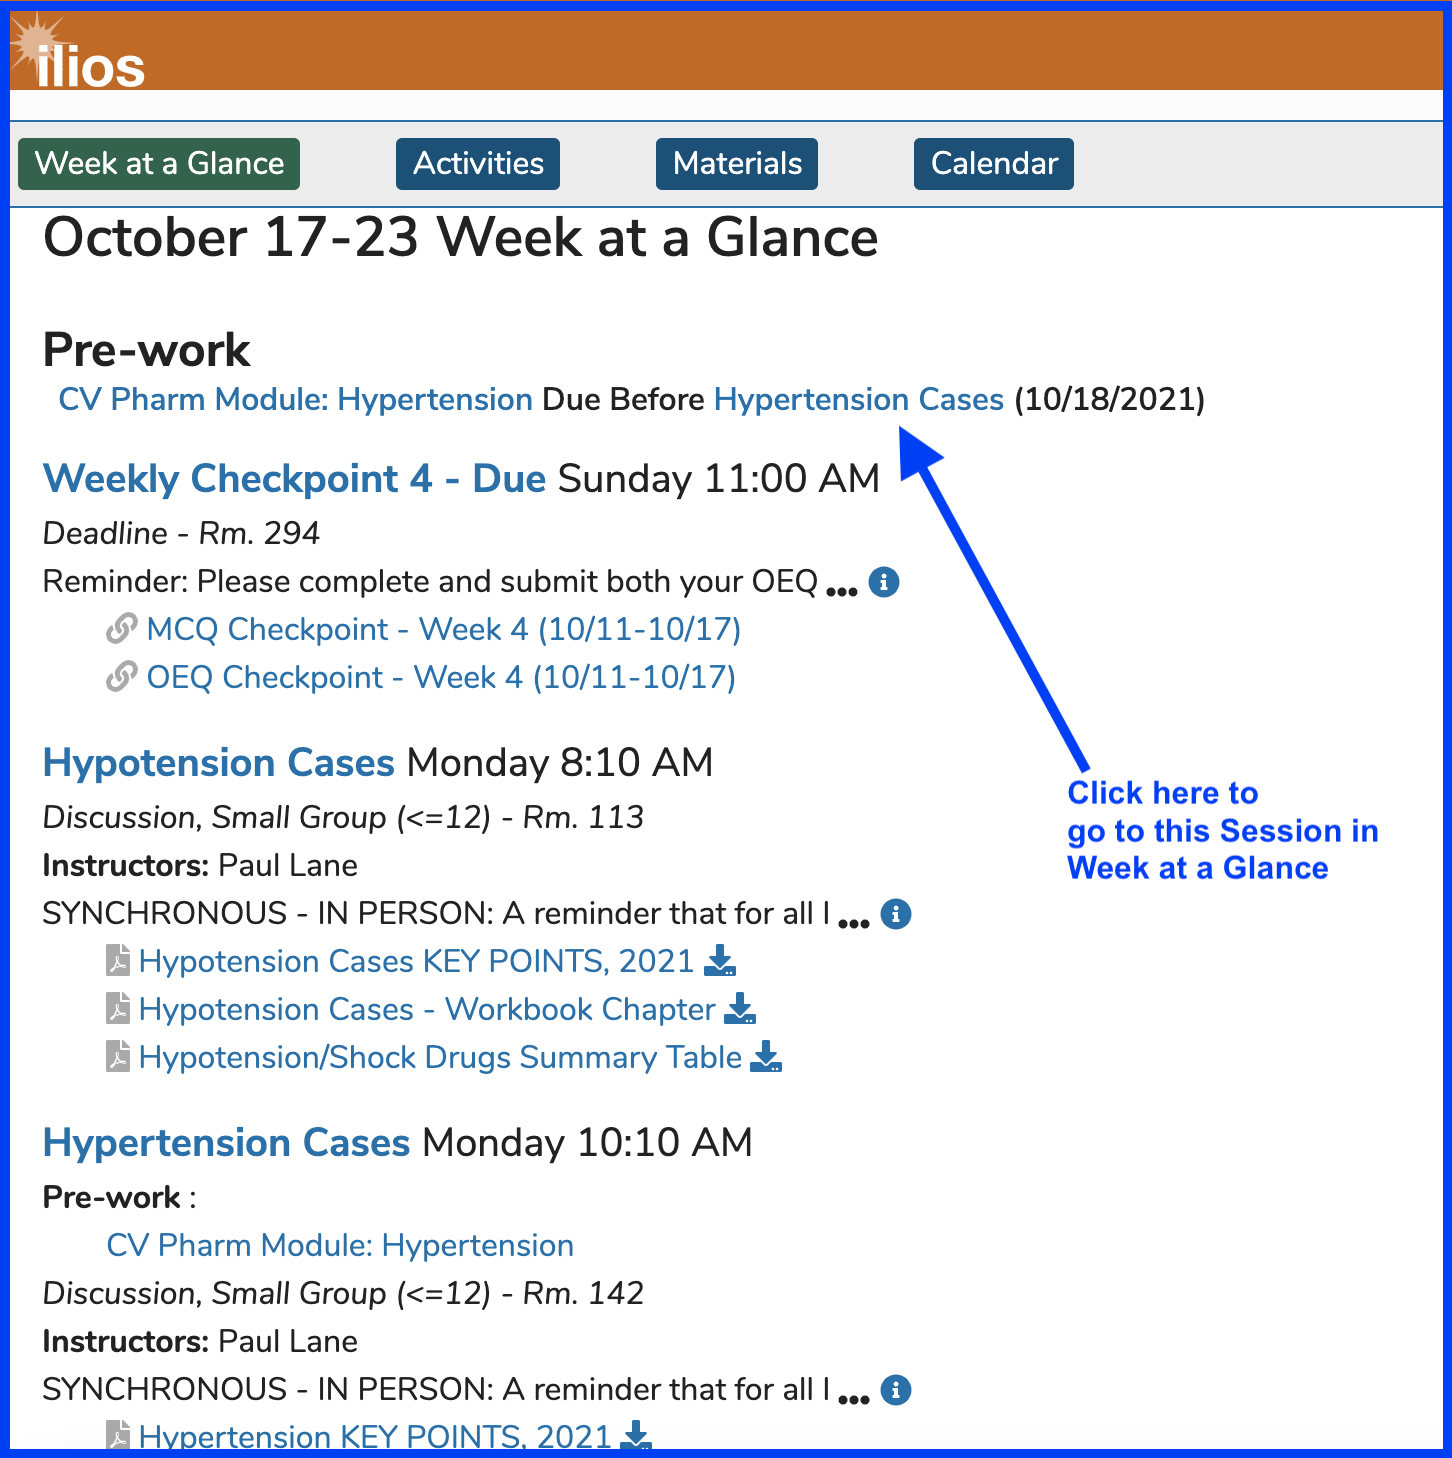 ilios
Week at a Glance Activities Materials Calendar
October 17-23 Week at a Glance
Pre-work
CV Pharm Module: Hypertension Due Before Hypertension Cases (10/18/2021)
Weekly Checkpoint 4 - Due Sunday 11:00 AM
Deadline - Rm. 294
Reminder: Please complete and submit both your OEQ ...
MCQ Checkpoint - Week 4 (10/11-10/17)
OEQ Checkpoint - Week 4 (10/11-10/17)
Hypotension Cases Monday 8:10 AM
Click here to
go to this Session in
Week at a Glance
Discussion, Small Group (<=12) - Rm. 113
Instructors: Paul Lane
SYNCHRONOUS - IN PERSON: A reminder that for all I ...
Hypotension Cases KEY POINTS, 2021
Hypotension Cases - Workbook Chapter
Hypotension/Shock Drugs Summary Table
Hypertension Cases Monday 10:10 AM
Pre-work :
CV Pharm Module: Hypertension
Discussion, Small Group (<=12) - Rm. 142
Instructors: Paul Lane
SYNCHRONOUS - IN PERSON: A reminder that for all I ...
Hypertension KEY POINTS, 2021